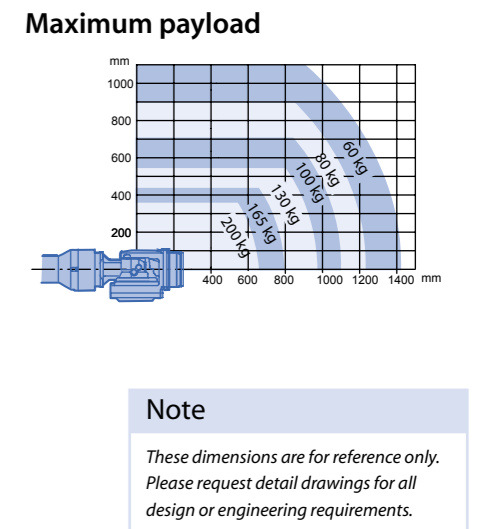 Maximum payload
mm
1000
800
600
400
200
60 kg
80 kg
100 kg
130 kg
165 kg
200 kg
400 600 800 1000 1200 1400 mm
Note
These dimensions are for reference only.
Please request detail drawings for all
design or engineering requirements.